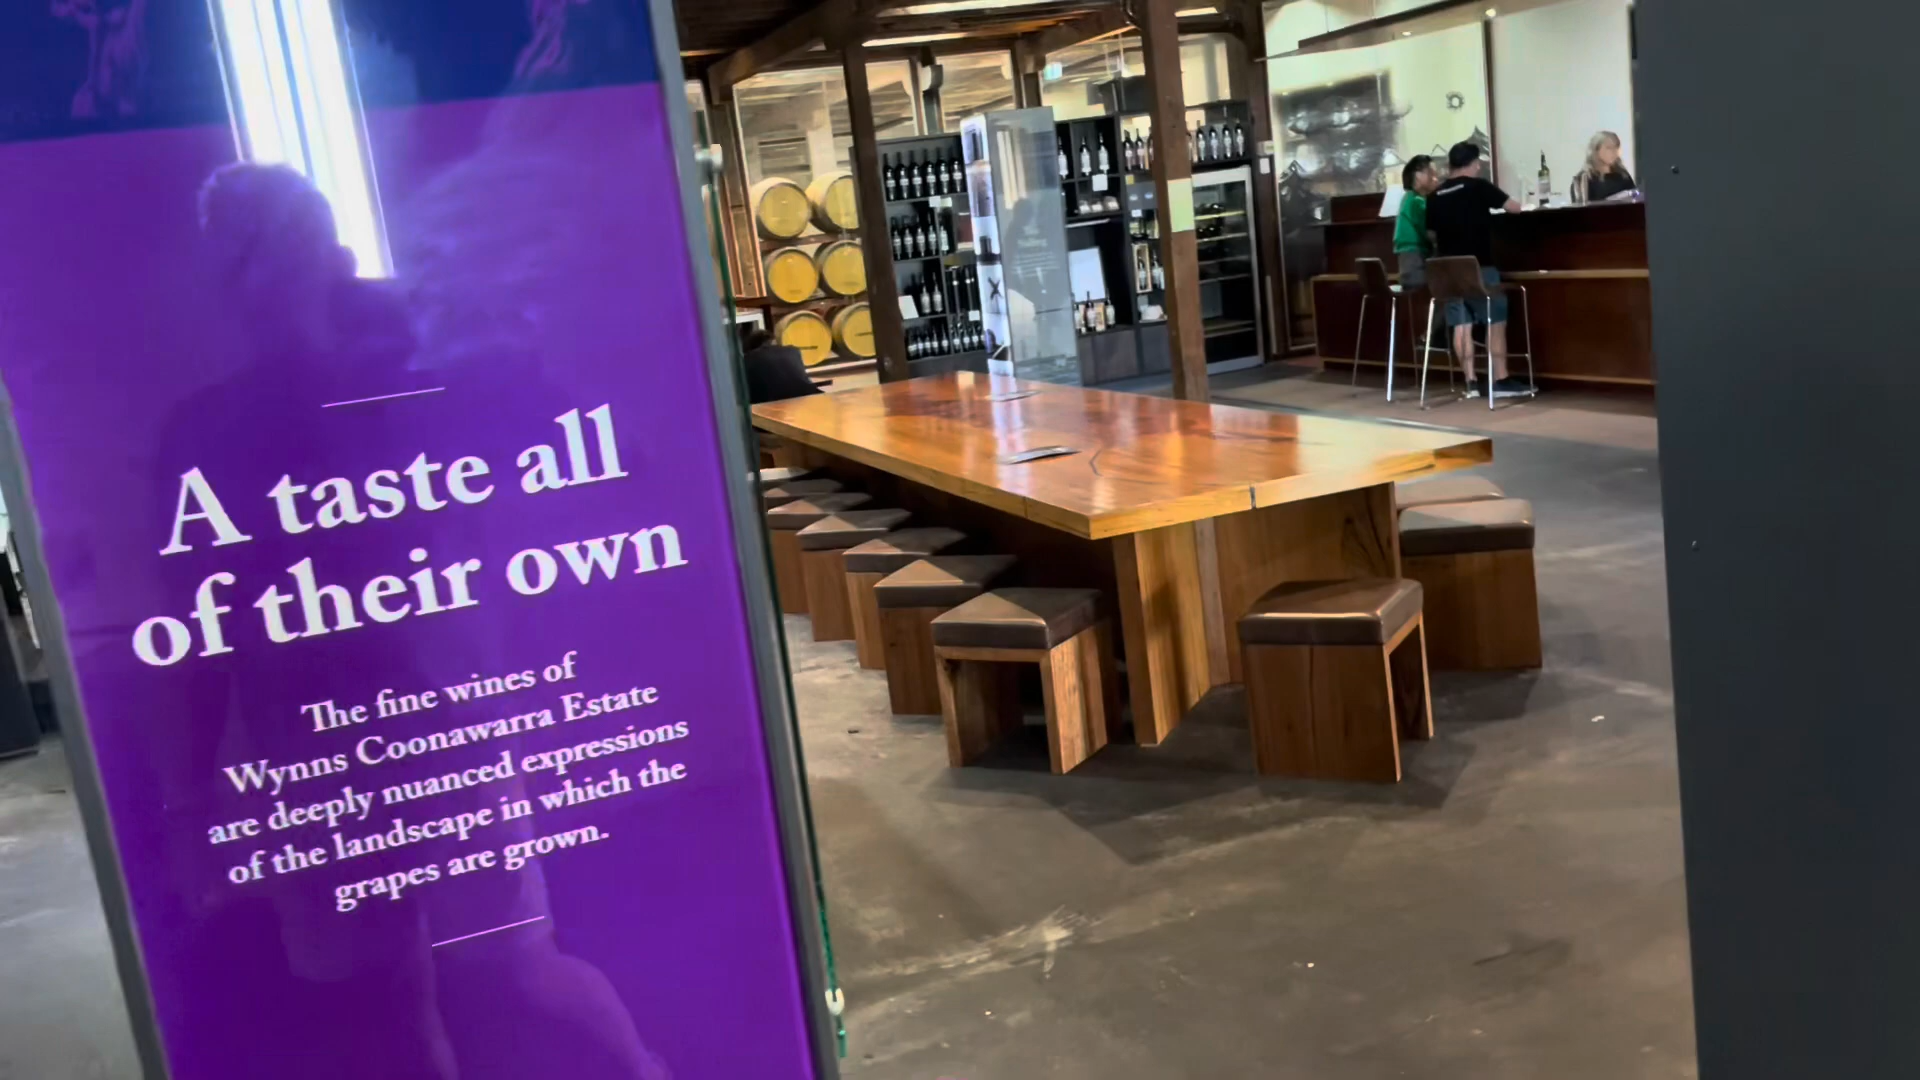 A taste all
of their own
The fine wines of
Wynns Coonawarra Estate
are deeply nuanced expressions
of the landscape in which the
grapes are grown.